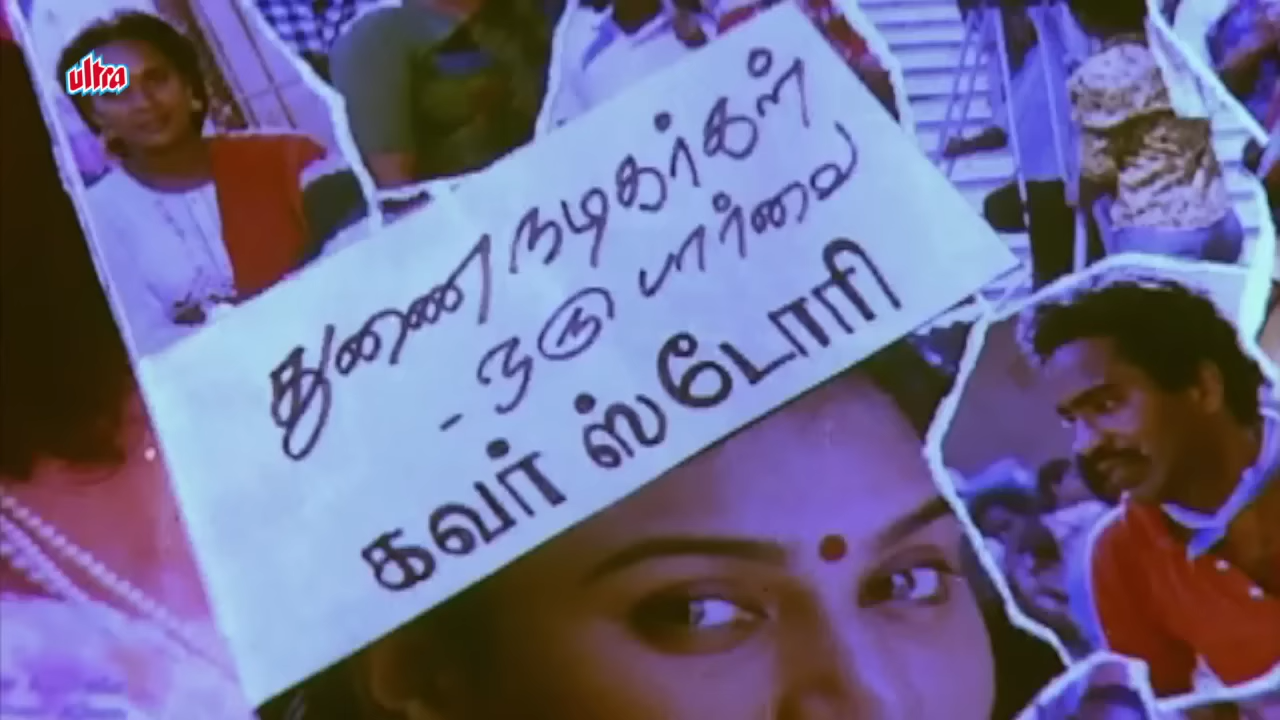 ultra
துணை நடிகர்கள்
- ஒரு பார்வை
கவர் ஸ்டோரி